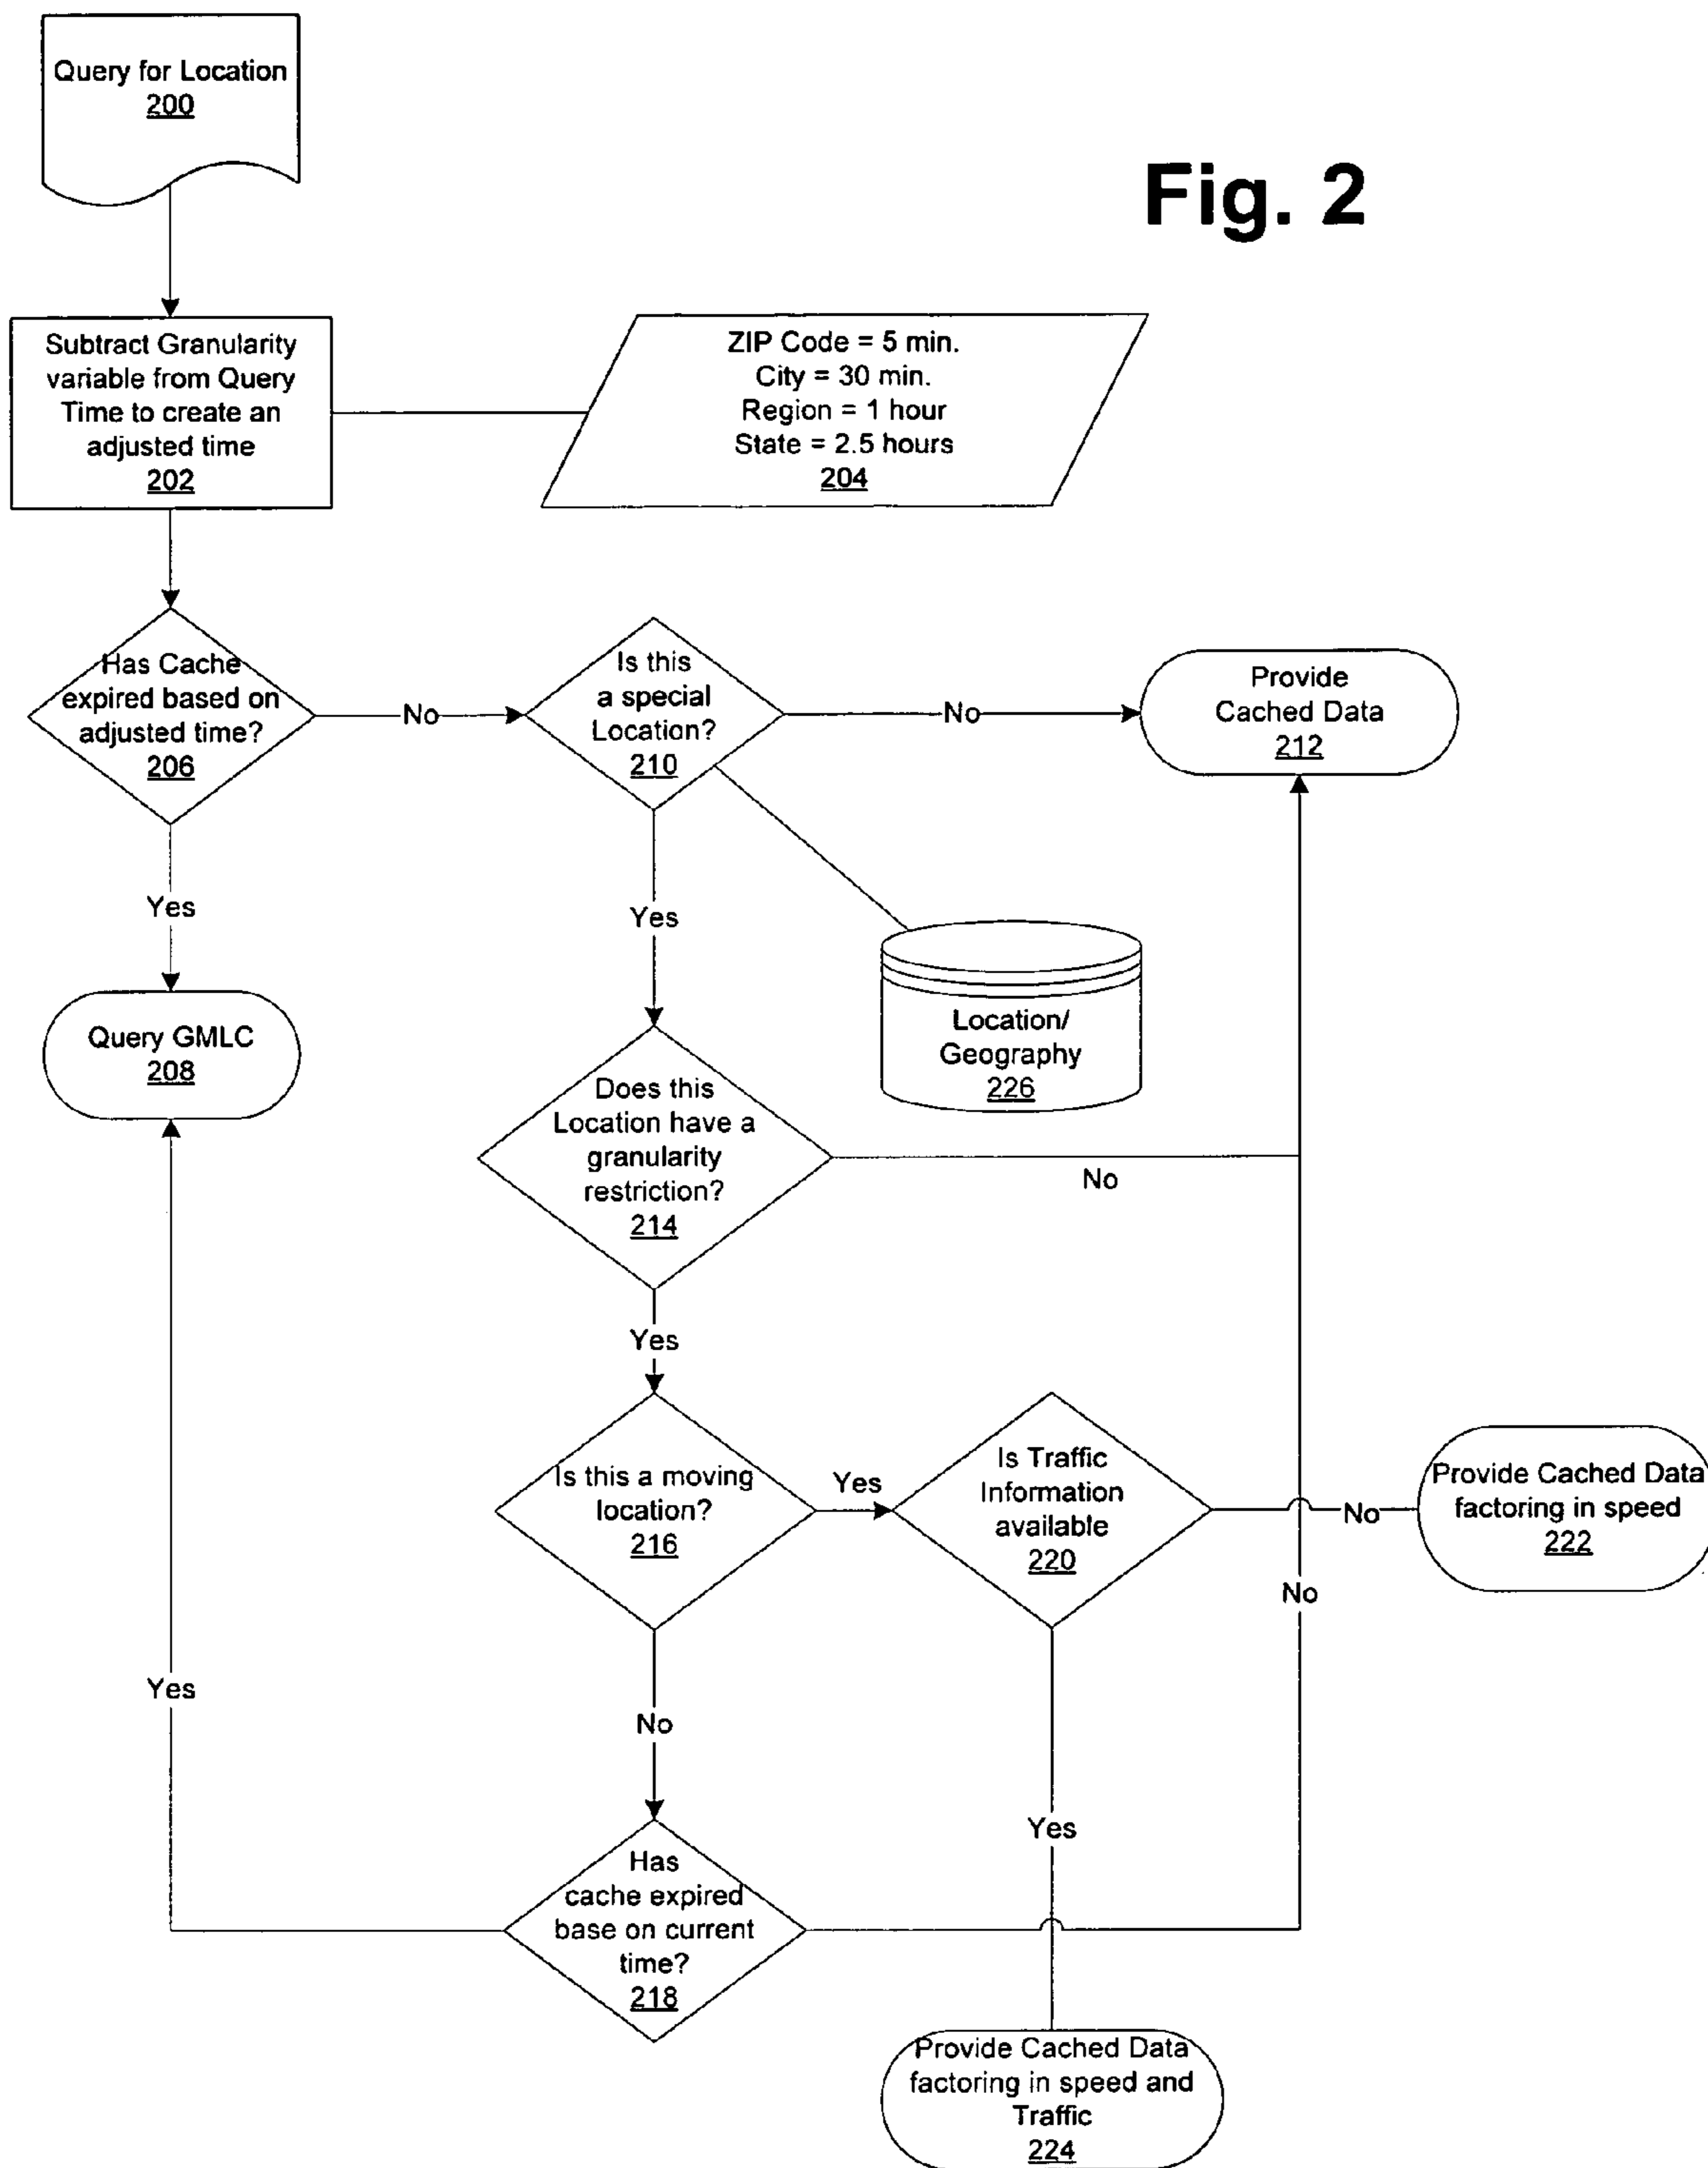 Query for Location
200
Fig. 2
Subtract Granularity
variable from Query
Time to create an
adjusted time
202
ZIP Code = 5 min.
City = 30 min.
Region = 1 hour
State = 2.5 hours
204
Has Cache
expired based on
adjusted time?
206
No
Is this
a special
Location?
210
No
Provide
Cached Data
212
Yes
Yes
Query GMLC
208
Location/
Geography
226
Does this
Location have a
granularity
restriction?
214
No
Yes
Is this a moving
location?
216
Yes
Is Traffic
Information
available
220
No
Provide Cached Data
factoring in speed
222
No
Yes
No
Yes
Has
cache expired
base on current
time?
218
Provide Cached Data
factoring in speed and
Traffic
224